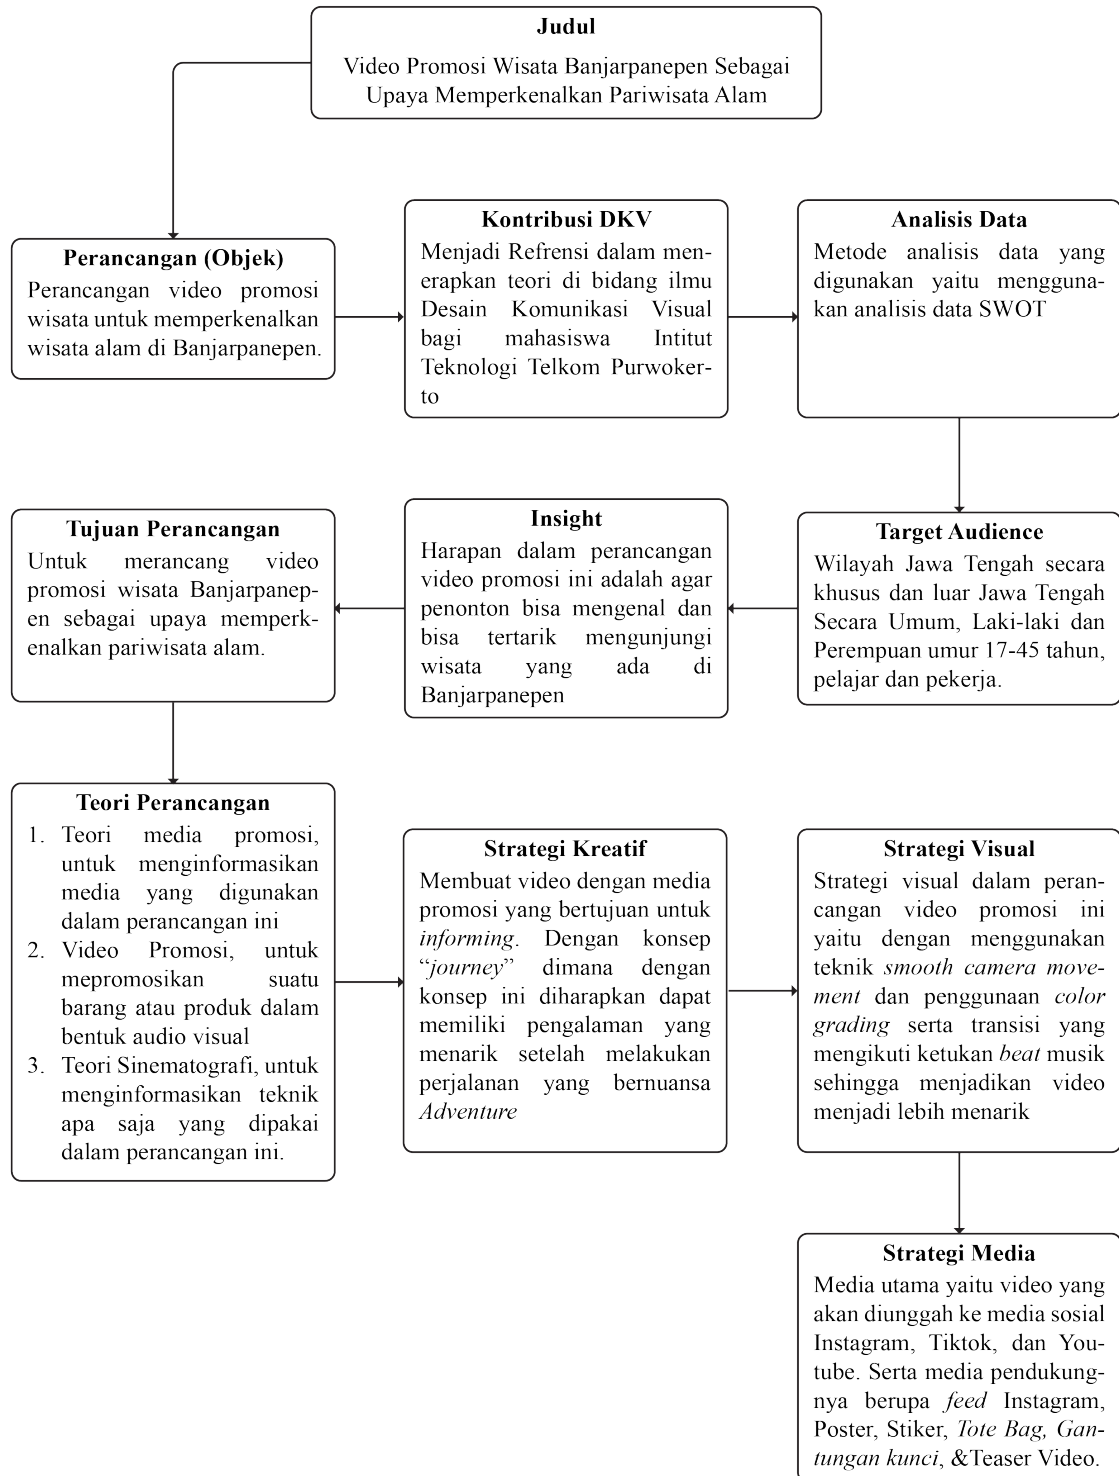 Judul
Video Promosi Wisata Banjarpanepen Sebagai
Upaya Memperkenalkan Pariwisata Alam
Perancangan (Objek)
Perancangan video promosi
wisata untuk memperkenalkan
wisata alam di Banjarpanepen.
Kontribusi DKV
Menjadi Refrensi dalam men-
erapkan teori di bidang ilmu
Desain Komunikasi Visual
bagi mahasiswa Intitut
Teknologi Telkom Purwoker-
to
Analisis Data
Metode analisis data yang
digunakan yaitu mengguna-
kan analisis data SWOT
Target Audience
Wilayah Jawa Tengah secara
khusus dan luar Jawa Tengah
Secara Umum, Laki-laki dan
Perempuan umur 17-45 tahun,
pelajar dan pekerja.
Insight
Harapan dalam perancangan
video promosi ini adalah agar
penonton bisa mengenal dan
bisa tertarik mengunjungi
wisata yang ada di
Banjarpanepen
Tujuan Perancangan
Untuk merancang video
promosi wisata Banjarpanep-
en sebagai upaya memperk-
enalkan pariwisata alam.
Teori Perancangan
1. Teori media promosi,
untuk menginformasikan
media yang digunakan
dalam perancangan ini
2. Video Promosi, untuk
mepromosikan suatu
barang atau produk dalam
bentuk audio visual
3. Teori Sinematografi, untuk
menginformasikan teknik
apa saja yang dipakai
dalam perancangan ini.
Strategi Kreatif
Membuat video dengan media
promosi yang bertujuan untuk
informing. Dengan konsep
“journey” dimana dengan
konsep ini diharapkan dapat
memiliki pengalaman yang
menarik setelah melakukan
perjalanan yang bernuansa
Adventure
Strategi Visual
Strategi visual dalam peran-
cangan video promosi ini
yaitu dengan menggunakan
teknik smooth camera move-
ment dan penggunaan color
grading serta transisi yang
mengikuti ketukan beat musik
sehingga menjadikan video
menjadi lebih menarik
Strategi Media
Media utama yaitu video yang
akan diunggah ke media sosial
Instagram, Tiktok, dan You-
tube. Serta media pendukung-
nya berupa feed Instagram,
Poster, Stiker, Tote Bag, Gan-
tungan kunci, &Teaser Video.